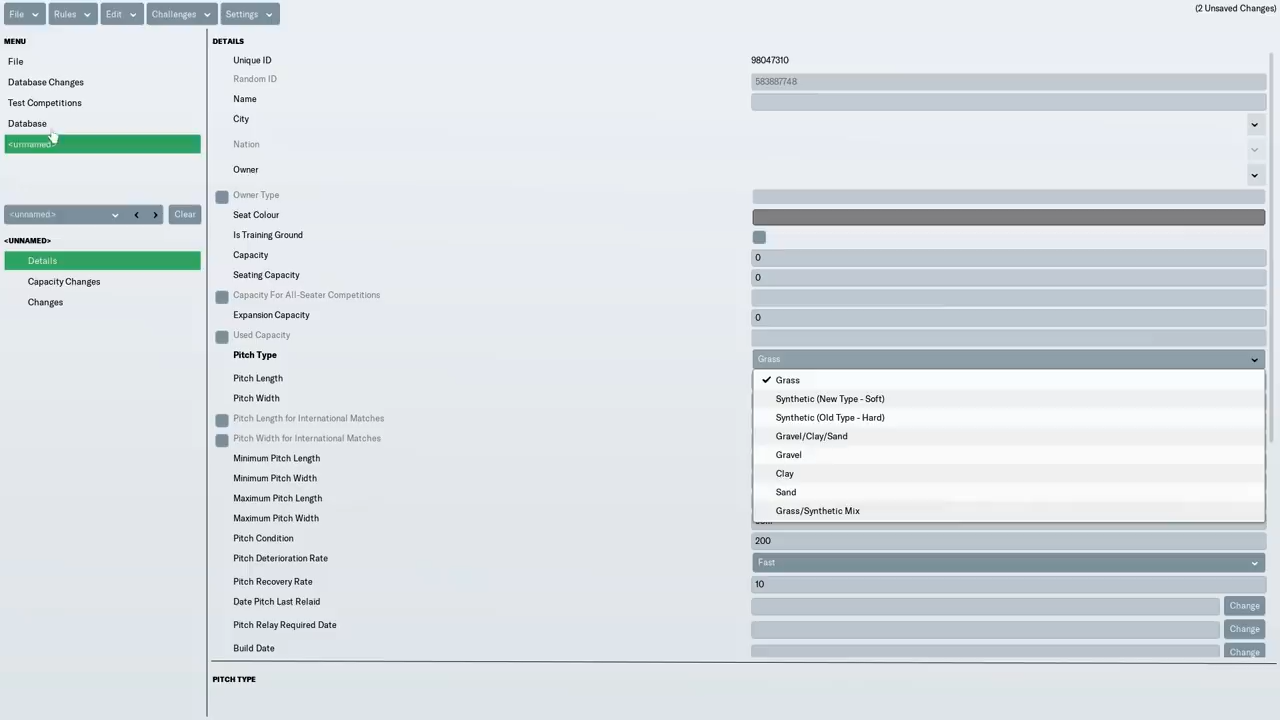 File
Rules
Edit
Challenges
Settings
(2 Unsaved Changes)
MENU
File
Database Changes
Test Competitions
Database
<unnamed>
<unnamed>
Clear
<UNNAMED>
Details
Capacity Changes
Changes
DETAILS
Unique ID 98047310
Random ID 583887748
Name
City
Nation
Owner
Owner Type
Seat Colour
Is Training Ground
Capacity 0
Seating Capacity 0
Capacity For All-Seater Competitions
Expansion Capacity 0
Used Capacity
Pitch Type Grass
Pitch Length
Pitch Width
Pitch Length for International Matches
Pitch Width for International Matches
Minimum Pitch Length
Minimum Pitch Width
Maximum Pitch Length
Maximum Pitch Width
Grass
Synthetic (New Type - Soft)
Synthetic (Old Type - Hard)
Gravel/Clay/Sand
Gravel
Clay
Sand
Grass/Synthetic Mix
Pitch Condition 200
Pitch Deterioration Rate Fast
Pitch Recovery Rate 10
Date Pitch Last Relaid Change
Pitch Relay Required Date Change
Build Date Change
PITCH TYPE